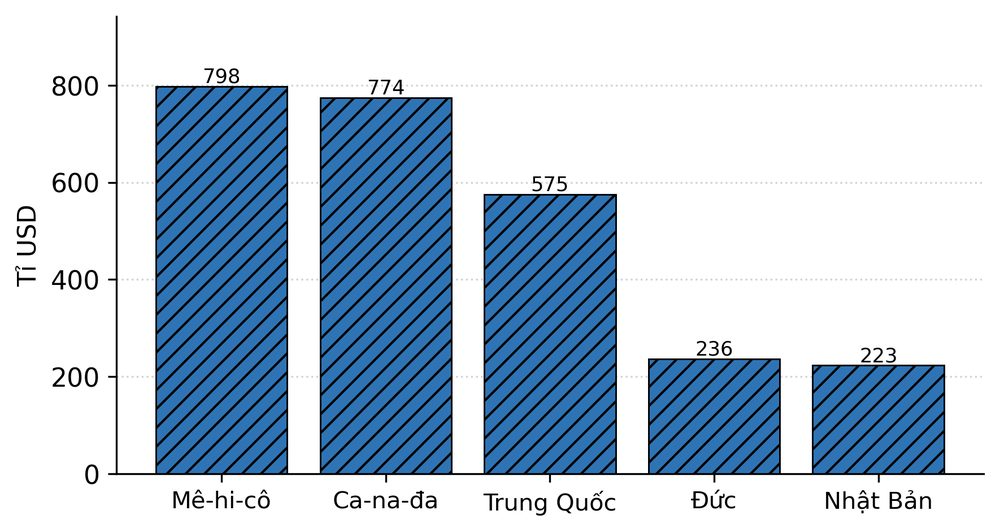 Tỉ USD
800
600
400
200
0
798
774
575
236
223
Mê-hi-cô
Ca-na-đa
Trung Quốc
Đức
Nhật Bản